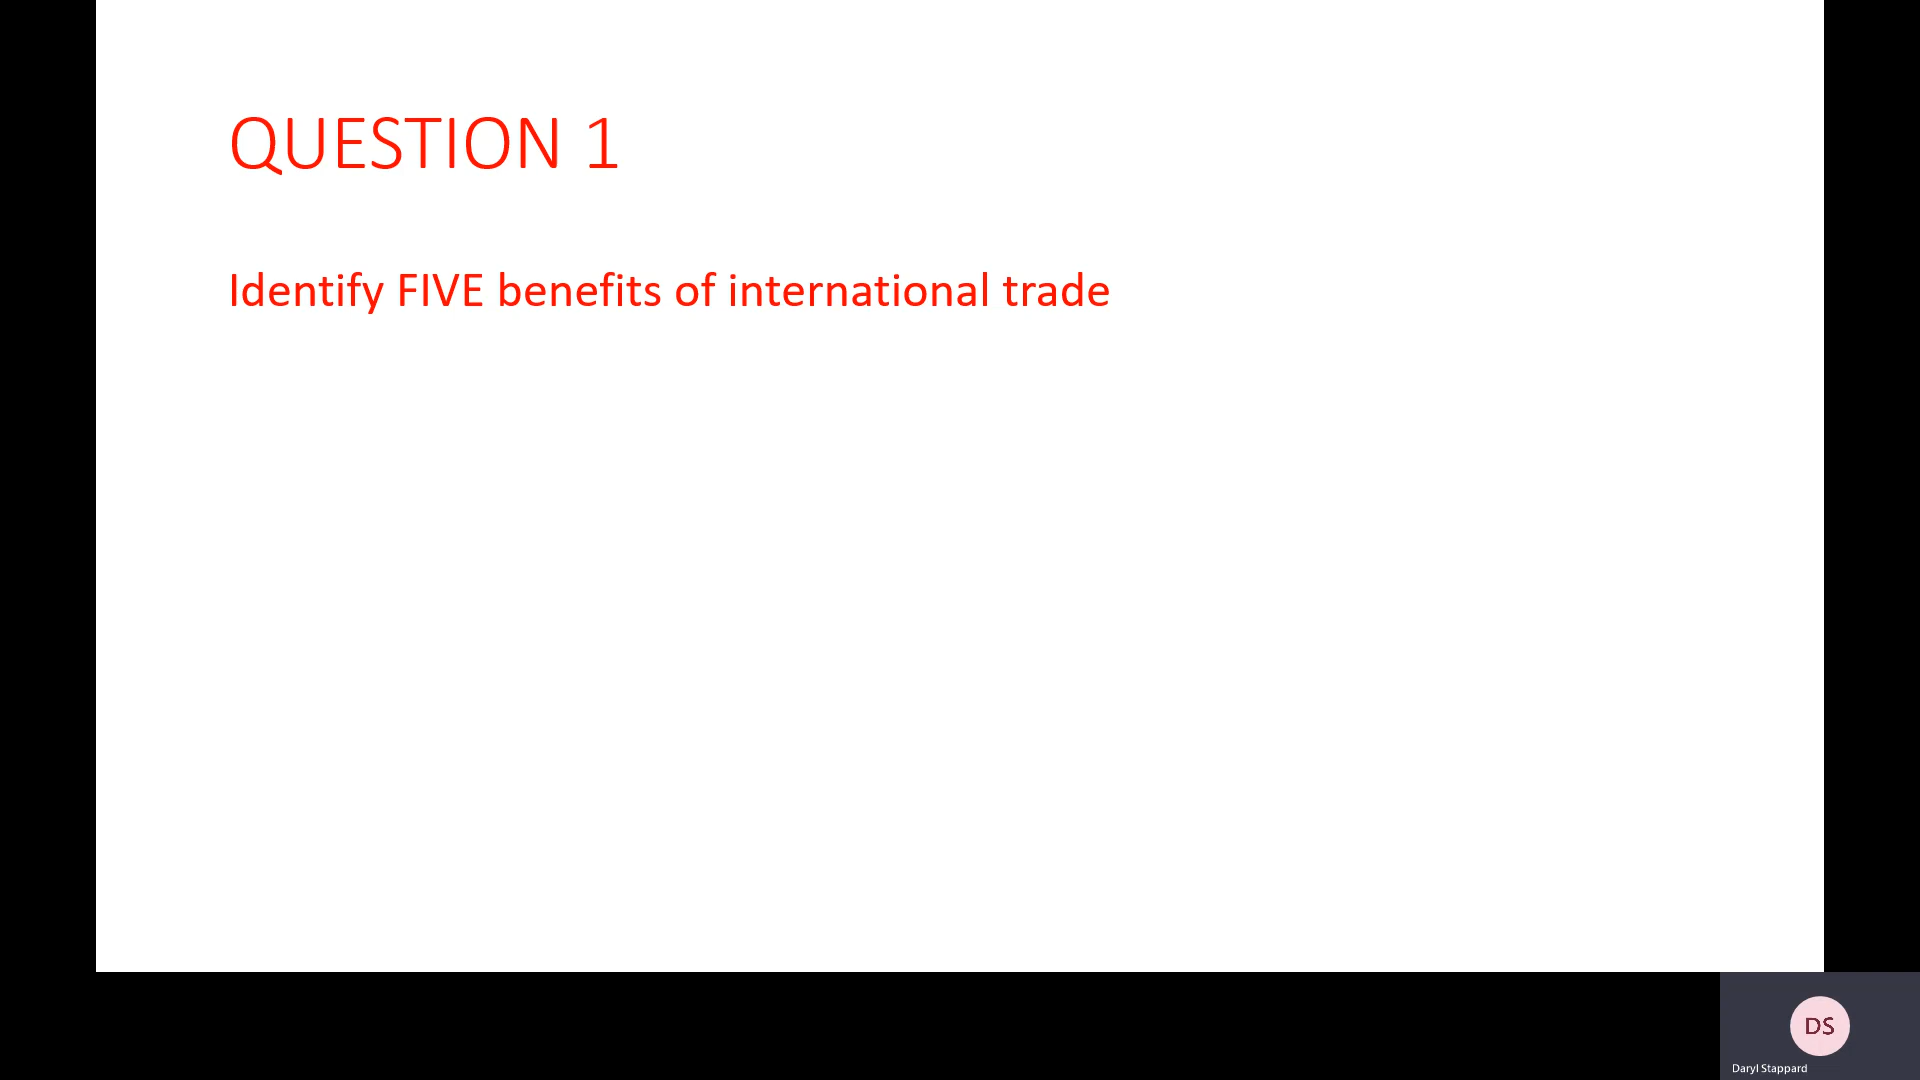 QUESTION 1
Identify FIVE benefits of international trade
DS
Daryl Stappard